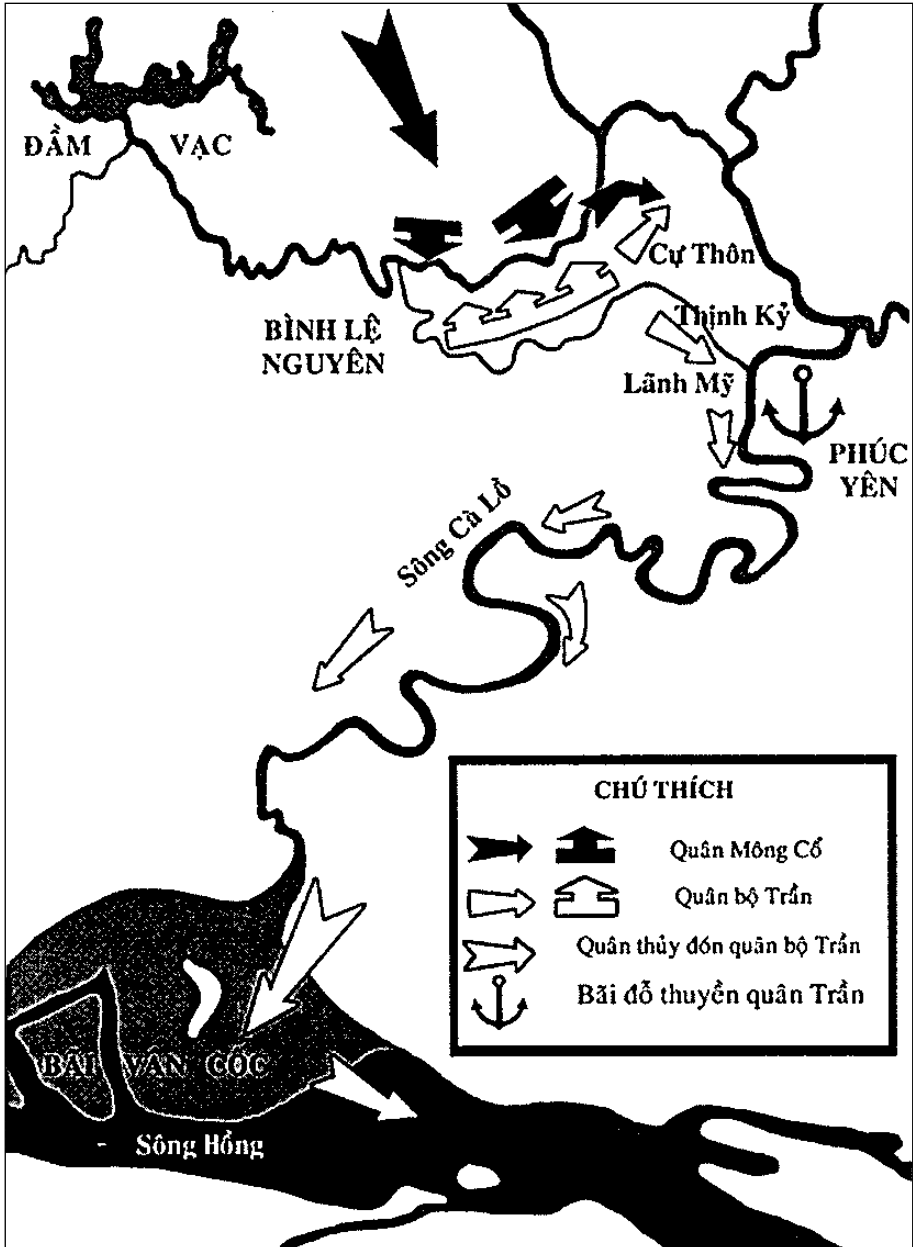 ĐẦM VẠC
Cự Thôn
Thịnh Kỷ
BÌNH LỆ
NGUYÊN
Lãnh Mỹ
PHÚC
YÊN
Sông Cà Lồ
CHÚ THÍCH
Quân Mông Cổ
Quân bộ Trần
Quân thủy đón quân bộ Trần
Bãi đỗ thuyền quân Trần
BÃI VÂN CỐC
Sông Hồng